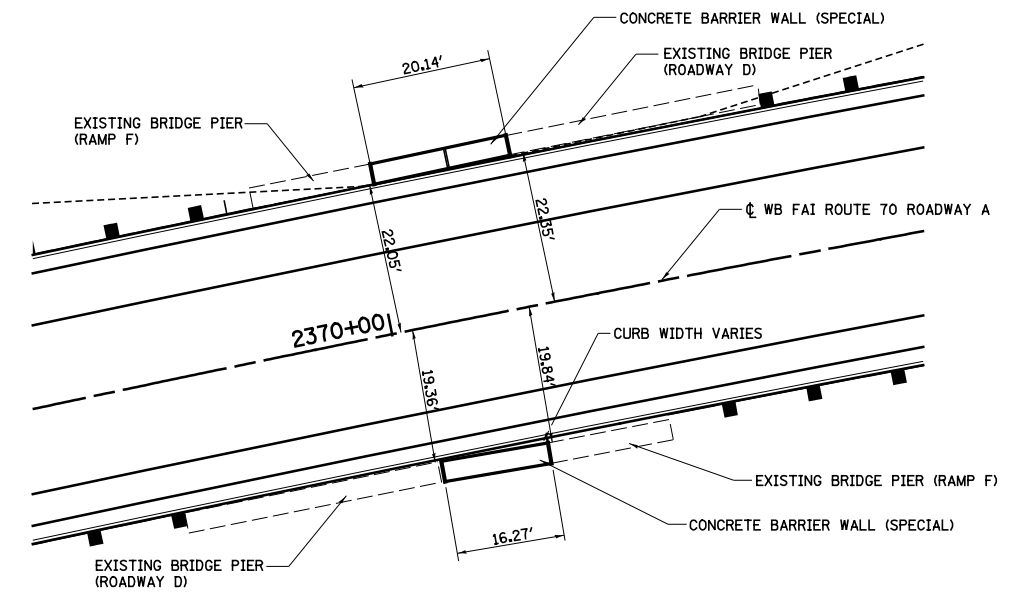 CONCRETE BARRIER WALL (SPECIAL)
EXISTING BRIDGE PIER
(ROADWAY D)
20.14'
EXISTING BRIDGE PIER
(RAMP F)
℄ WB FAI ROUTE 70 ROADWAY A
22.05'
22.35'
2370+00
CURB WIDTH VARIES
19.36'
19.84'
EXISTING BRIDGE PIER (RAMP F)
CONCRETE BARRIER WALL (SPECIAL)
16.27'
EXISTING BRIDGE PIER
(ROADWAY D)